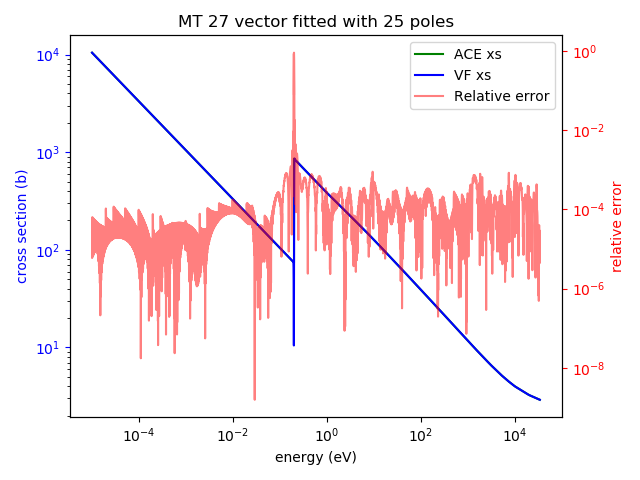 MT 27 vector fitted with 25 poles
ACE xs
VF xs
Relative error
cross section (b)
10^4
10^3
10^2
10^1
relative error
10^0
10^−2
10^−4
10^−6
10^−8
10^−4
10^−2
10^0
10^2
10^4
energy (eV)